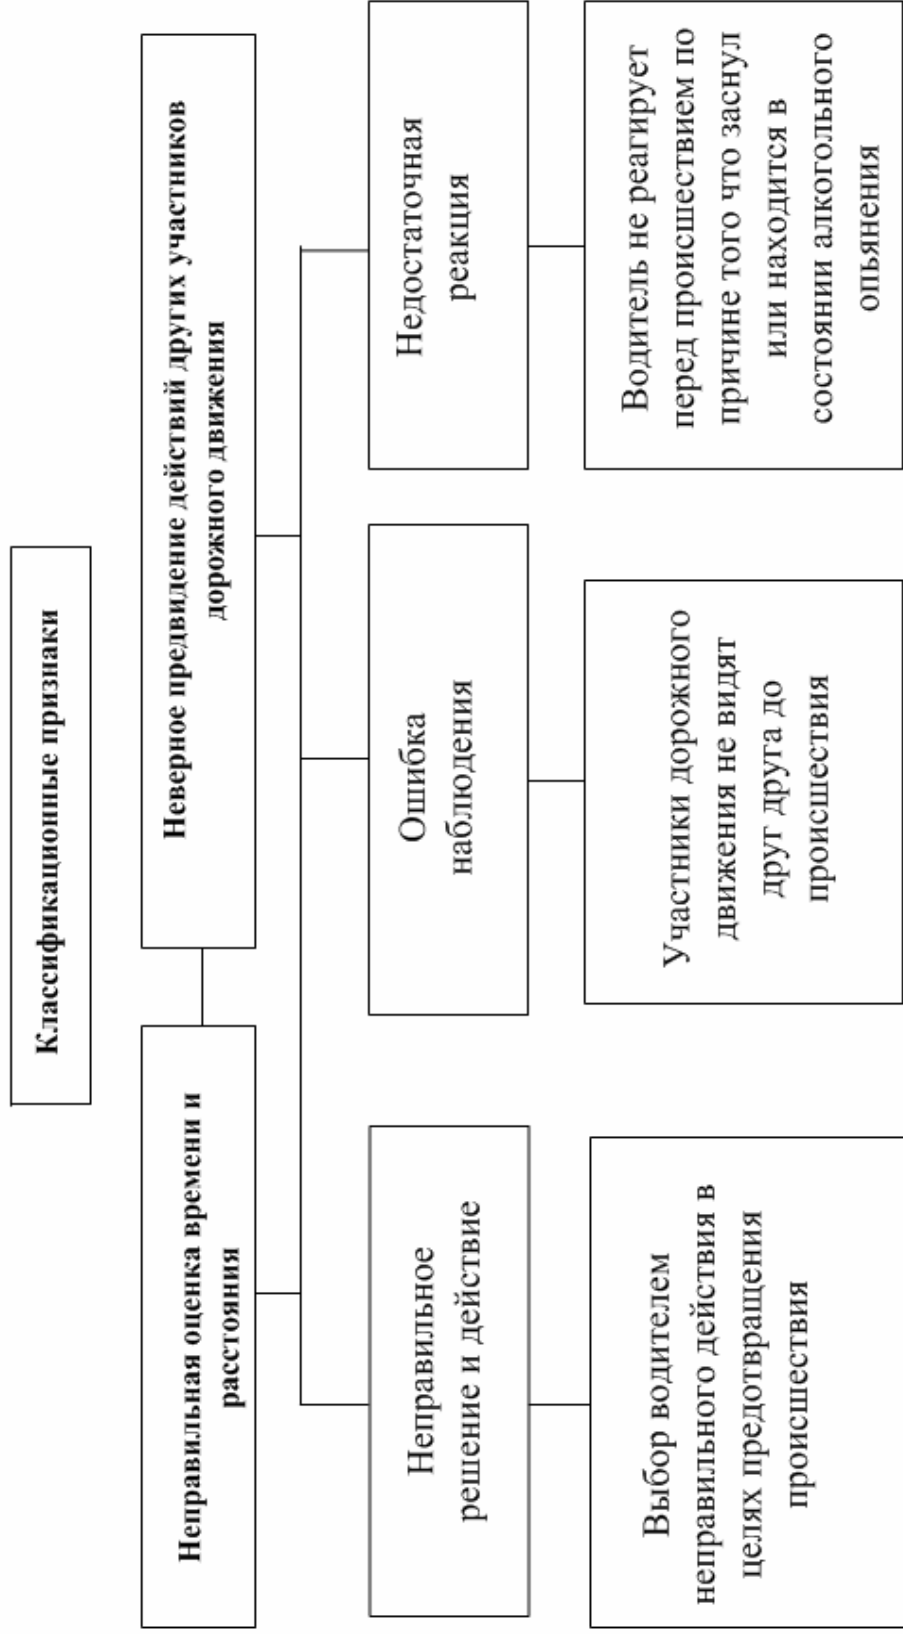 Классификационные признаки
Неправильная оценка времени и
расстояния
Неверное предвидение действий других участников
дорожного движения
Неправильное
решение и действие
Ошибка
наблюдения
Недостаточная
реакция
Выбор водителем
неправильного действия в
целях предотвращения
происшествия
Участники дорожного
движения не видят
друг друга до
происшествия
Водитель не реагирует
перед происшествием по
причине того что заснул
или находится в
состоянии алкогольного
опьянения